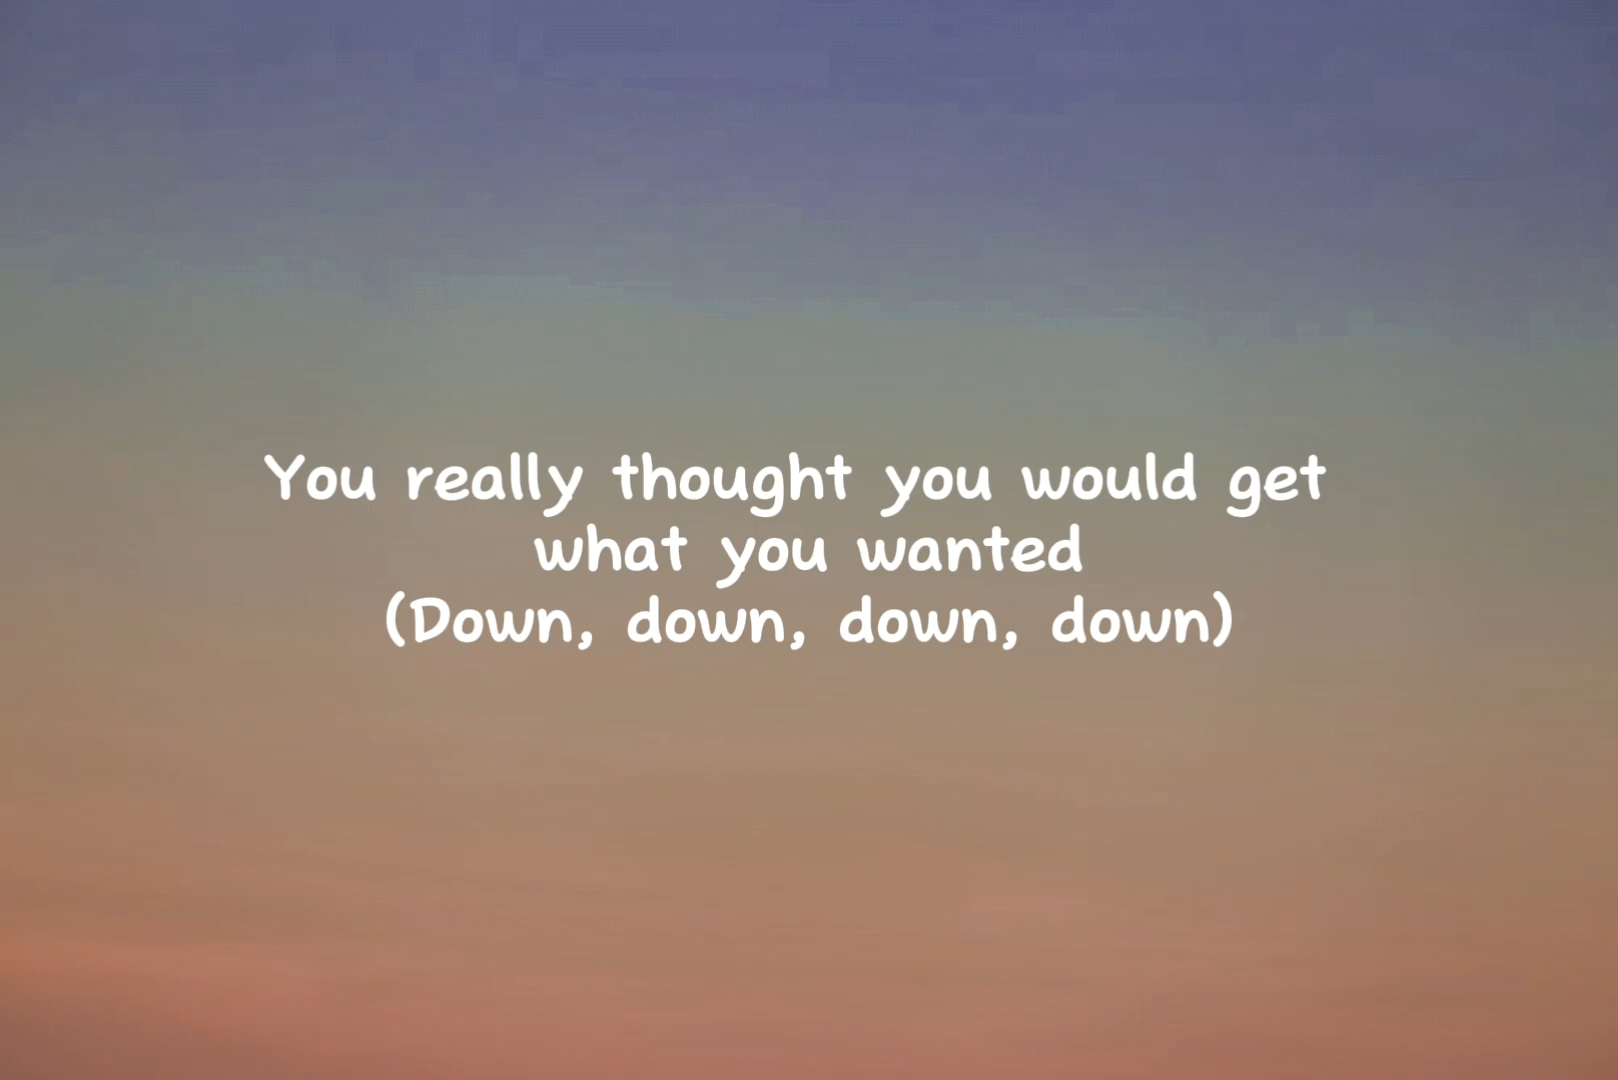 You really thought you would get
what you wanted
(Down, down, down, down)